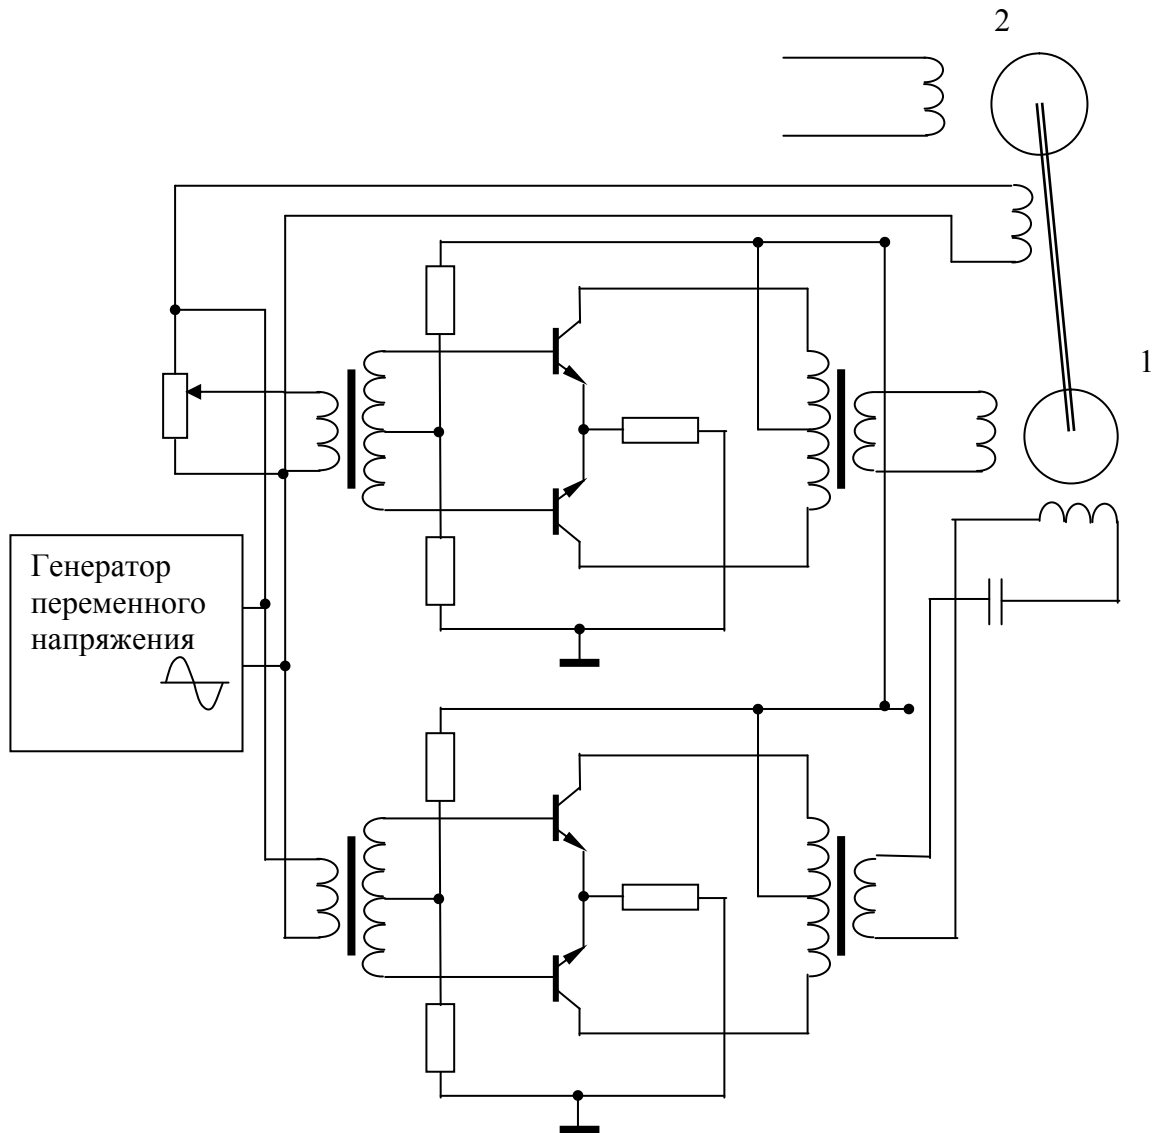 2
1
Генератор
переменного
напряжения